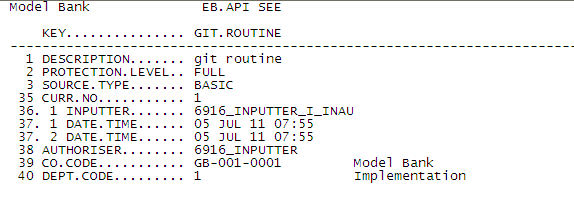 Model Bank EB.API SEE
KEY............... GIT.ROUTINE
1 DESCRIPTION....... git routine
2 PROTECTION.LEVEL.. FULL
3 SOURCE.TYPE....... BASIC
35 CURR.NO........... 1
36. 1 INPUTTER....... 6916_INPUTTER_I_INAU
37. 1 DATE.TIME...... 05 JUL 11 07:55
37. 2 DATE.TIME...... 05 JUL 11 07:55
38 AUTHORISER........ 6916_INPUTTER
39 CO.CODE........... GB-001-0001 Model Bank
40 DEPT.CODE......... 1 Implementation